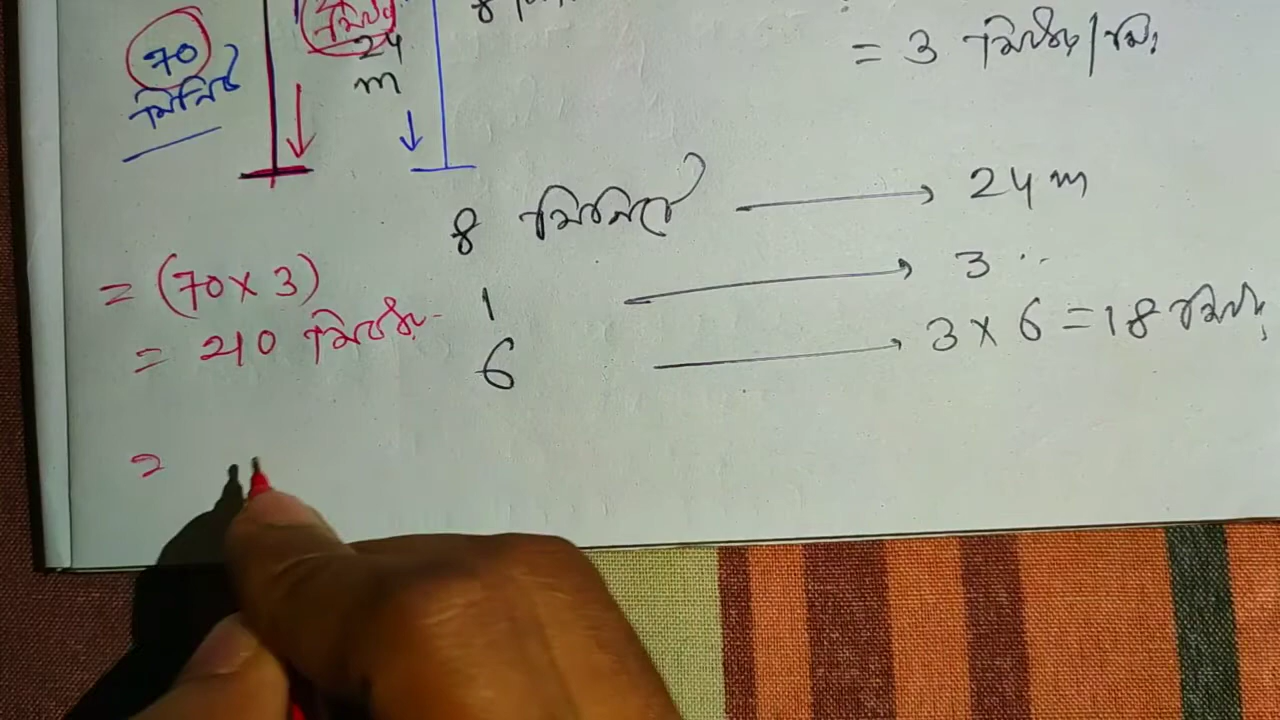 = 3 মিটার/মি.
70
মিনিট
24
m
8 মিনিটে → 24 m
1 → 3 ..
6 → 3 × 6 = 18 মিটার
= (70 × 3)
= 210 মিটার
=